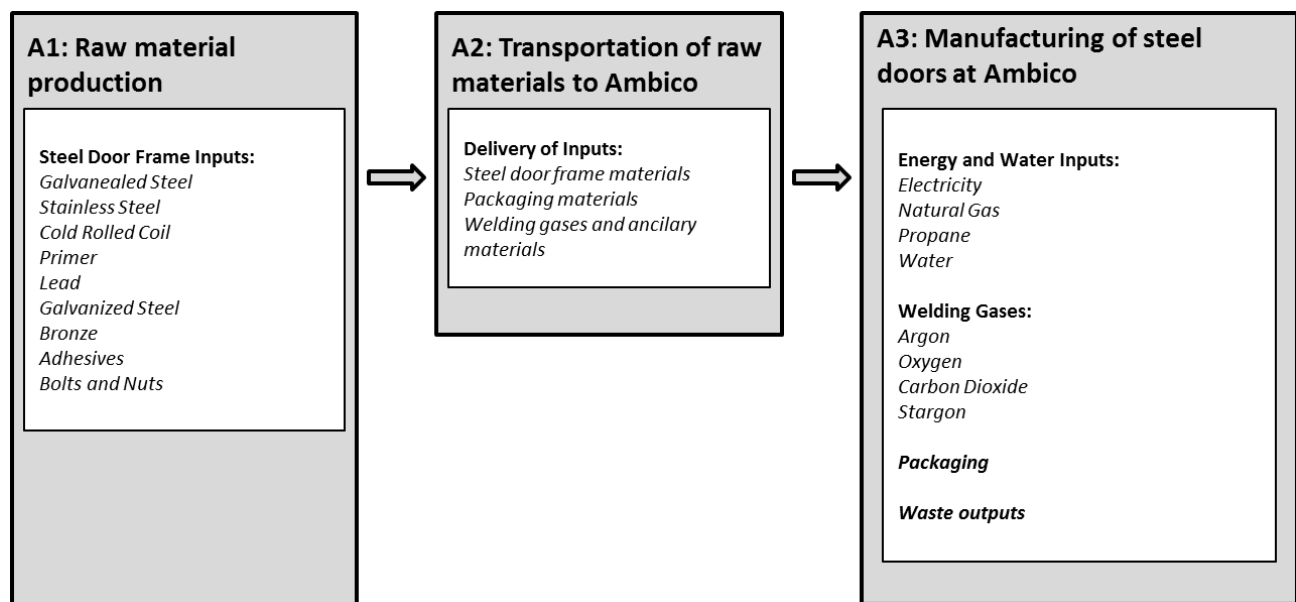 A1: Raw material
production
Steel Door Frame Inputs:
Galvanealed Steel
Stainless Steel
Cold Rolled Coil
Primer
Lead
Galvanized Steel
Bronze
Adhesives
Bolts and Nuts
A2: Transportation of raw
materials to Ambico
Delivery of Inputs:
Steel door frame materials
Packaging materials
Welding gases and ancilary
materials
A3: Manufacturing of steel
doors at Ambico
Energy and Water Inputs:
Electricity
Natural Gas
Propane
Water
Welding Gases:
Argon
Oxygen
Carbon Dioxide
Stargon
Packaging
Waste outputs